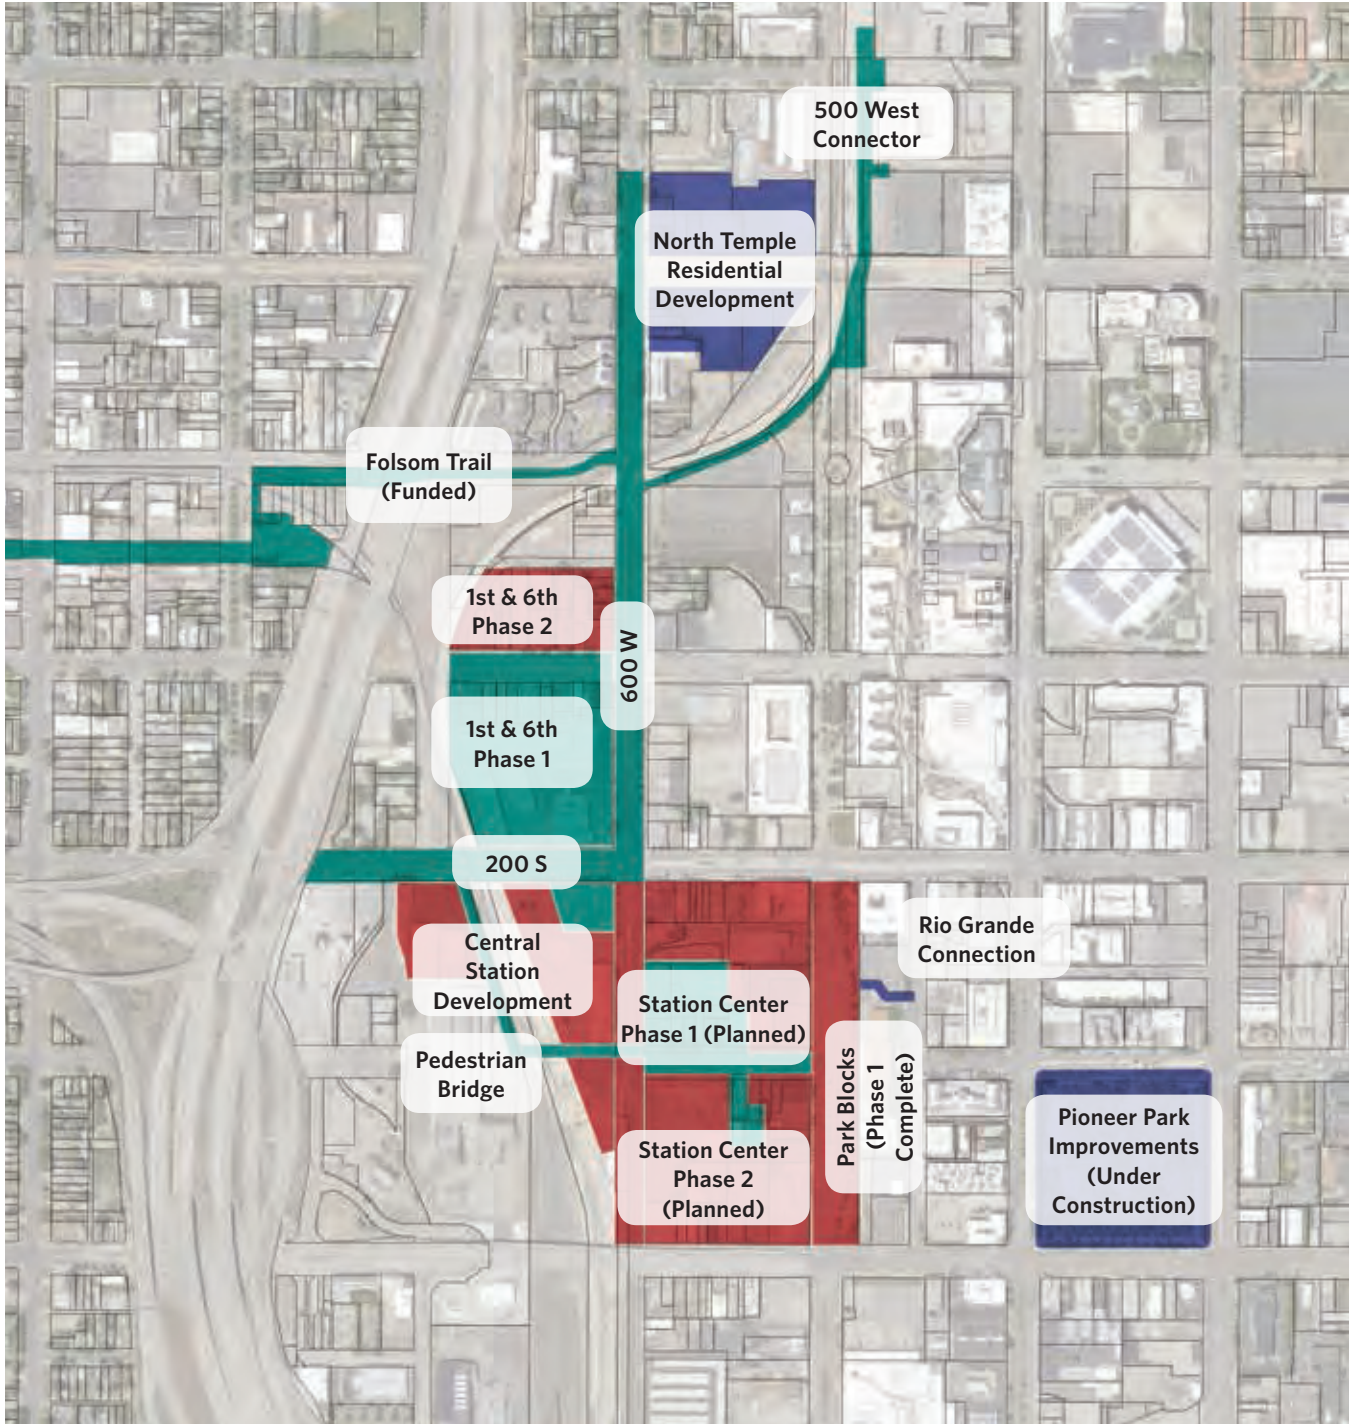 500 West
Connector
North Temple
Residential
Development
Folsom Trail
(Funded)
1st & 6th
Phase 2
600 W
1st & 6th
Phase 1
200 S
Rio Grande
Connection
Central
Station
Development
Station Center
Phase 1 (Planned)
Pedestrian
Bridge
Park Blocks
(Phase 1
Complete)
Pioneer Park
Improvements
(Under
Construction)
Station Center
Phase 2
(Planned)